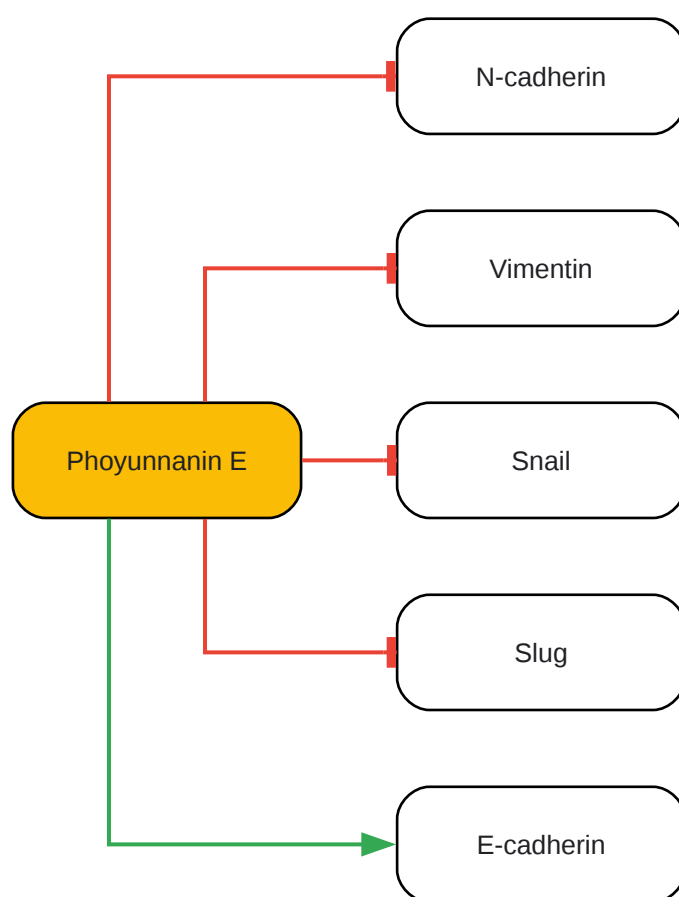 N-cadherin
Vimentin
Phoyunnanin E
Snail
Slug
E-cadherin